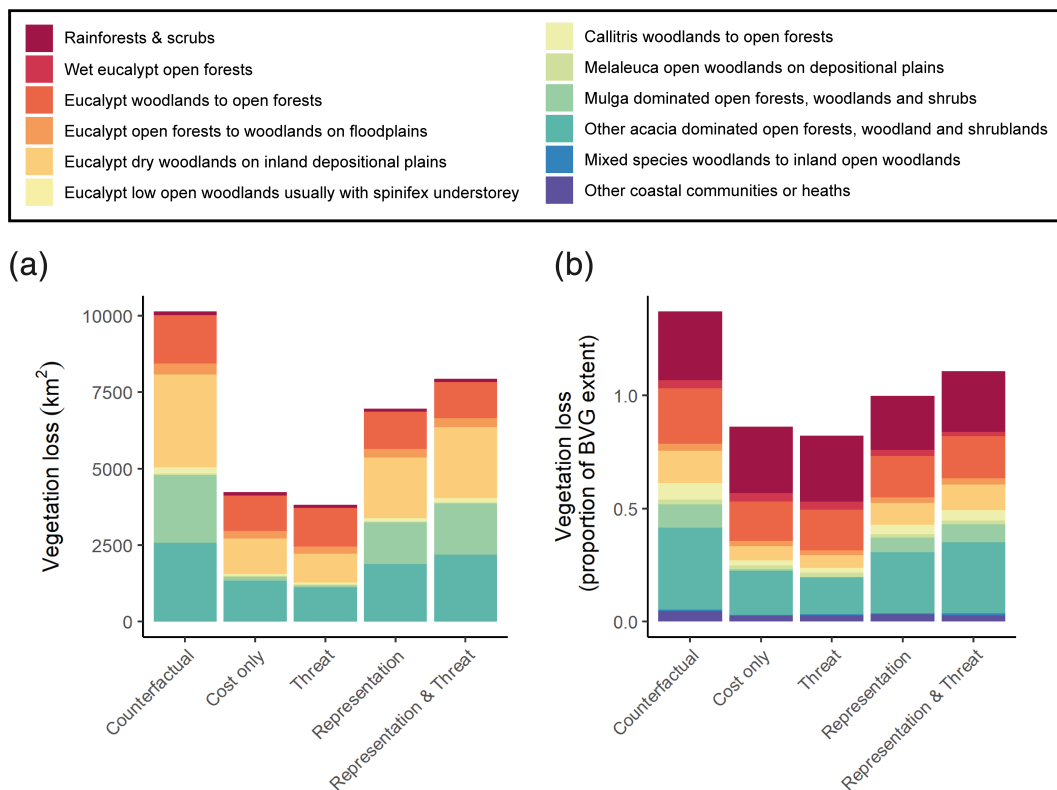 Rainforests & scrubs
Wet eucalypt open forests
Eucalypt woodlands to open forests
Eucalypt open forests to woodlands on floodplains
Eucalypt dry woodlands on inland depositional plains
Eucalypt low open woodlands usually with spinifex understorey
Callitris woodlands to open forests
Melaleuca open woodlands on depositional plains
Mulga dominated open forests, woodlands and shrubs
Other acacia dominated open forests, woodland and shrublands
Mixed species woodlands to inland open woodlands
Other coastal communities or heaths
(a)
Vegetation loss (km²)
10000
7500
5000
2500
0
Counterfactual
Cost only
Threat
Representation
Representation & Threat
(b)
Vegetation loss
(proportion of BVG extent)
1.0
0.5
0.0
Counterfactual
Cost only
Threat
Representation
Representation & Threat